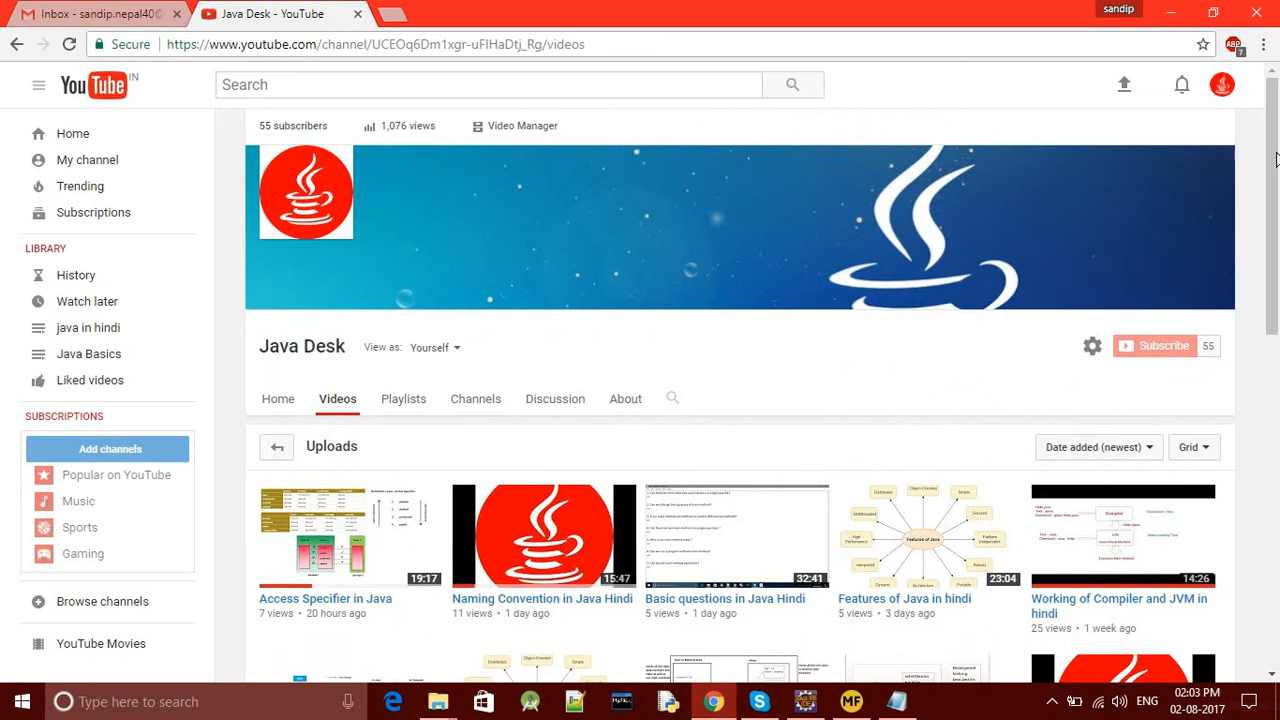 Inbox - sandip.nepal40@
Java Desk - YouTube
sandip
Secure
https://www.youtube.com/channel/UCEOq6Dm1xgr-uFIHaDtj_Rg/videos
ABP
7
YouTube IN
Search
Home
My channel
Trending
Subscriptions
LIBRARY
History
Watch later
java in hindi
Java Basics
Liked videos
SUBSCRIPTIONS
Add channels
Popular on YouTube
Music
Sports
Gaming
Browse channels
YouTube Movies
55 subscribers
1,076 views
Video Manager
Java Desk
View as: Yourself
Subscribe 55
Home Videos Playlists Channels Discussion About
Uploads
Date added (newest)
Grid
19:17
Access Specifier in Java
7 views • 20 hours ago
15:47
Naming Convention in Java Hindi
11 views • 1 day ago
32:41
Basic questions in Java Hindi
5 views • 1 day ago
Features of Java
23:04
Features of Java in hindi
5 views • 3 days ago
Compiler
JVM
14:26
Working of Compiler and JVM in
hindi
25 views • 1 week ago
Type here to search
ENG
02:03 PM
02-08-2017